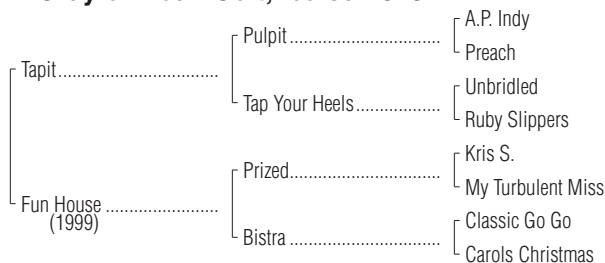 A.P. Indy
Pulpit
Preach
Tapit
Unbridled
Tap Your Heels
Ruby Slippers
Kris S.
Prized
My Turbulent Miss
Fun House
(1999)
Classic Go Go
Bistra
Carols Christmas